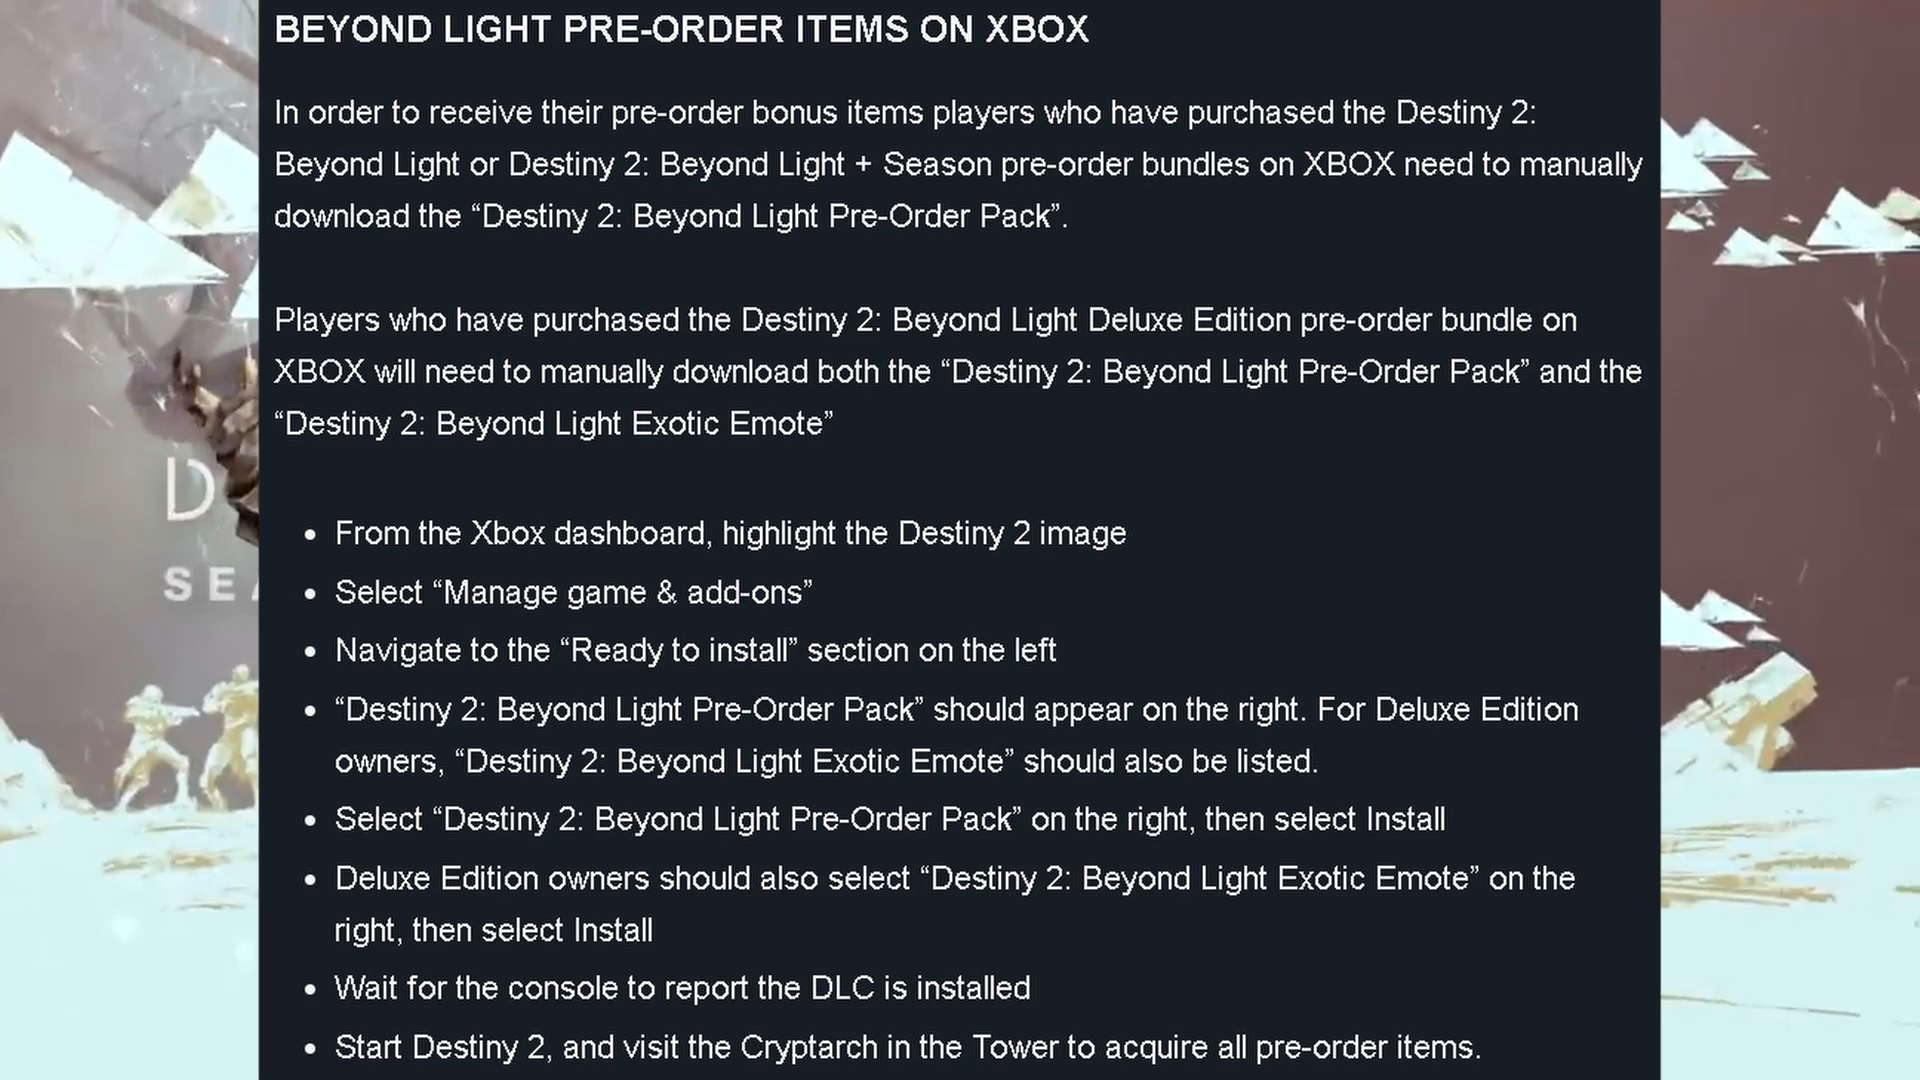 BEYOND LIGHT PRE-ORDER ITEMS ON XBOX
In order to receive their pre-order bonus items players who have purchased the Destiny 2:
Beyond Light or Destiny 2: Beyond Light + Season pre-order bundles on XBOX need to manually
download the “Destiny 2: Beyond Light Pre-Order Pack”.
Players who have purchased the Destiny 2: Beyond Light Deluxe Edition pre-order bundle on
XBOX will need to manually download both the “Destiny 2: Beyond Light Pre-Order Pack” and the
“Destiny 2: Beyond Light Exotic Emote”
• From the Xbox dashboard, highlight the Destiny 2 image
• Select “Manage game & add-ons”
• Navigate to the “Ready to install” section on the left
• “Destiny 2: Beyond Light Pre-Order Pack” should appear on the right. For Deluxe Edition
owners, “Destiny 2: Beyond Light Exotic Emote” should also be listed.
• Select “Destiny 2: Beyond Light Pre-Order Pack” on the right, then select Install
• Deluxe Edition owners should also select “Destiny 2: Beyond Light Exotic Emote” on the
right, then select Install
• Wait for the console to report the DLC is installed
• Start Destiny 2, and visit the Cryptarch in the Tower to acquire all pre-order items.
D
SEA